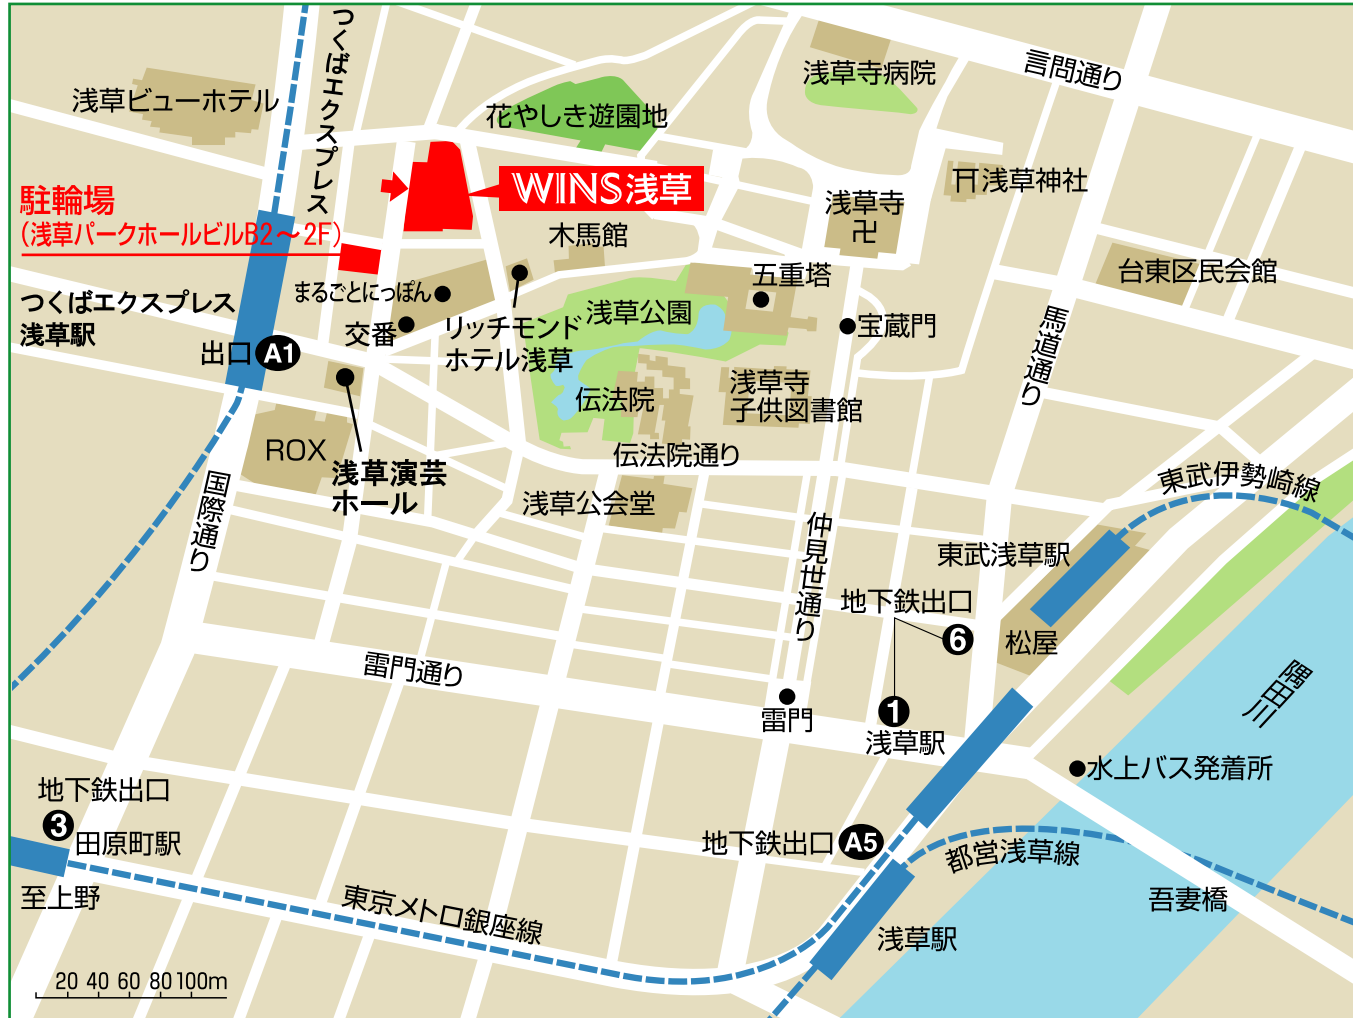 つくばエクスプレス
言問通り
浅草ビューホテル
浅草寺病院
花やしき遊園地
WINS浅草
浅草神社
駐輪場
(浅草パークホールビルB2～2F)
浅草寺
卍
木馬館
台東区民会館
五重塔
まるごとにっぽん
つくばエクスプレス
浅草駅
浅草公園
宝蔵門
馬道通り
交番
リッチモンド
ホテル浅草
出口 A1
浅草寺
子供図書館
伝法院
ROX
伝法院通り
浅草演芸
ホール
浅草公会堂
国際通り
仲見世通り
東武伊勢崎線
東武浅草駅
地下鉄出口
6
1
松屋
雷門通り
雷門
浅草駅
隅田川
水上バス発着所
地下鉄出口
3
田原町駅
至上野
地下鉄出口 A5
都営浅草線
吾妻橋
東京メトロ銀座線
浅草駅
20 40 60 80 100m